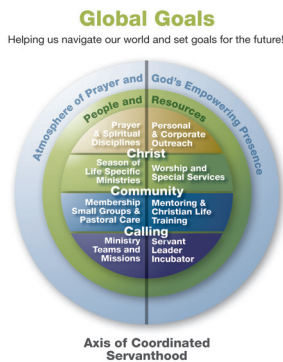 Global Goals
Helping us navigate our world and set goals for the future!
Atmosphere of Prayer and God's Empowering Presence
People and Resources
Prayer
& Spiritual
Disciplines
Personal
& Corporate
Outreach
Christ
Season of
Life Specific
Ministries
Worship and
Special Services
Community
Membership
Small Groups &
Pastoral Care
Mentoring &
Christian Life
Training
Calling
Ministry
Teams and
Missions
Servant
Leader
Incubator
Axis of Coordinated
Servanthood